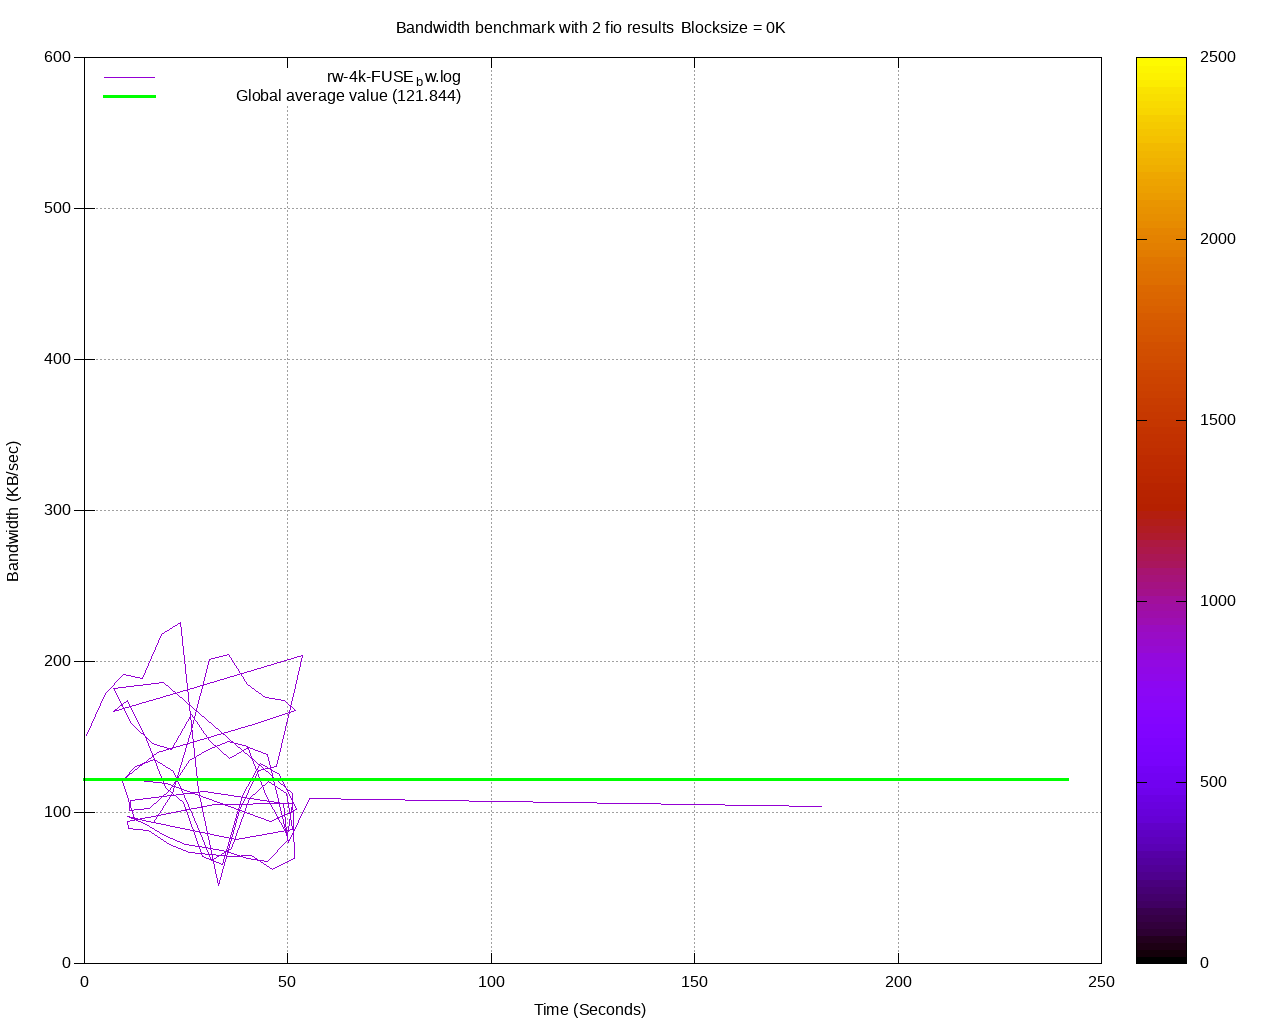 Bandwidth benchmark with 2 fio results Blocksize = 0K
rw-4k-FUSE_bw.log
Global average value (121.844)
600
500
400
300
200
100
0
Bandwidth (KB/sec)
0 50 100 150 200 250
Time (Seconds)
2500
2000
1500
1000
500
0